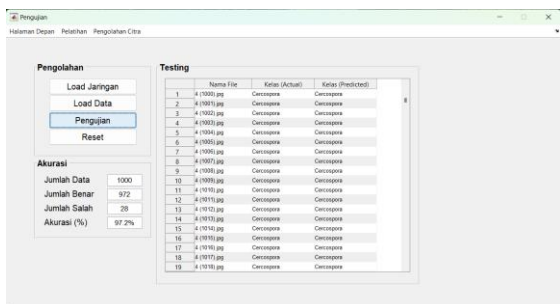 Pengujian
Halaman Depan Pelatihan Pengolahan Citra
Pengolahan
Load Jaringan
Load Data
Pengujian
Reset
Akurasi
Jumlah Data 1000
Jumlah Benar 972
Jumlah Salah 28
Akurasi (%) 97.2%
Testing
Nama File Kelas (Actual) Kelas (Predicted)
1 4 (1000).jpg Cercospora Cercospora
2 4 (1001).jpg Cercospora Cercospora
3 4 (1002).jpg Cercospora Cercospora
4 4 (1003).jpg Cercospora Cercospora
5 4 (1004).jpg Cercospora Cercospora
6 4 (1005).jpg Cercospora Cercospora
7 4 (1006).jpg Cercospora Cercospora
8 4 (1007).jpg Cercospora Cercospora
9 4 (1008).jpg Cercospora Cercospora
10 4 (1009).jpg Cercospora Cercospora
11 4 (1010).jpg Cercospora Cercospora
12 4 (1011).jpg Cercospora Cercospora
13 4 (1012).jpg Cercospora Cercospora
14 4 (1013).jpg Cercospora Cercospora
15 4 (1014).jpg Cercospora Cercospora
16 4 (1015).jpg Cercospora Cercospora
17 4 (1016).jpg Cercospora Cercospora
18 4 (1017).jpg Cercospora Cercospora
19 4 (1018).jpg Cercospora Cercospora